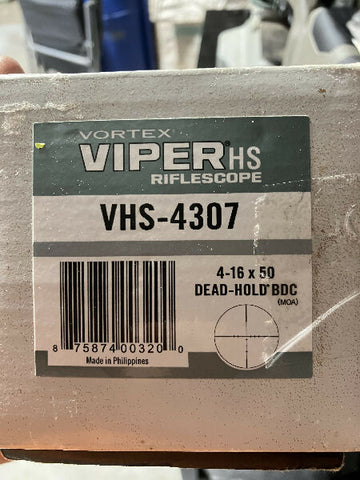 VORTEX
VIPER HS
RIFLESCOPE
VHS-4307
4-16 x 50
DEAD-HOLD® BDC
(MOA)
8 75874 00320 0
Made in Philippines